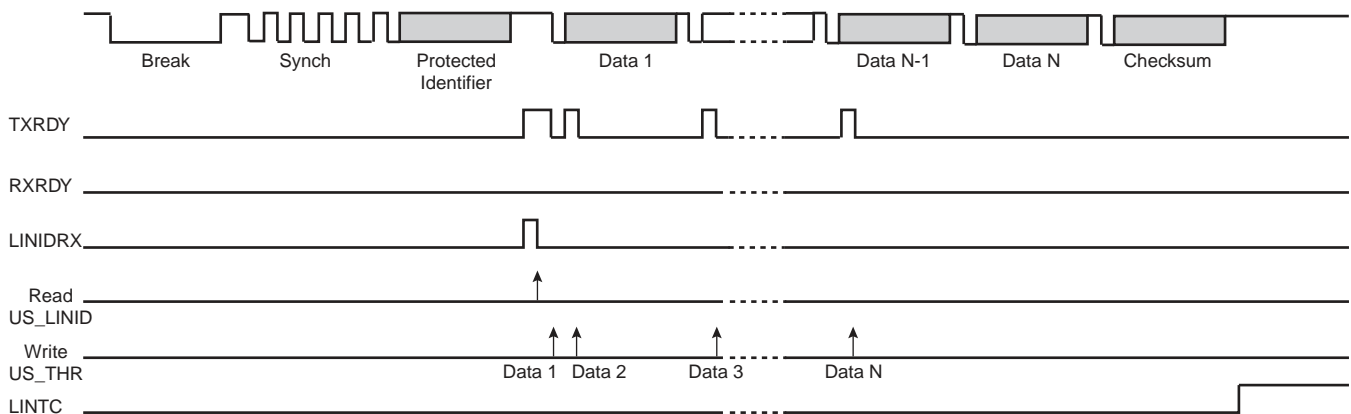 Break Synch Protected Data 1 Data N-1 Data N Checksum
Identifier
TXRDY
RXRDY
LINIDRX
Read
US_LINID
Write
US_THR
Data 1 Data 2 Data 3 Data N
LINTC